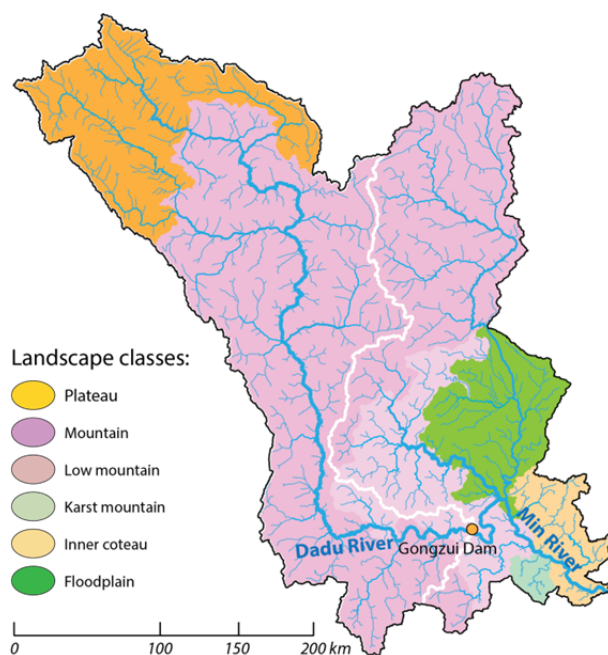 Landscape classes:
Plateau
Mountain
Low mountain
Karst mountain
Inner coteau
Floodplain
Dadu River
Gongzui Dam
Min River
0 100 150 200 km